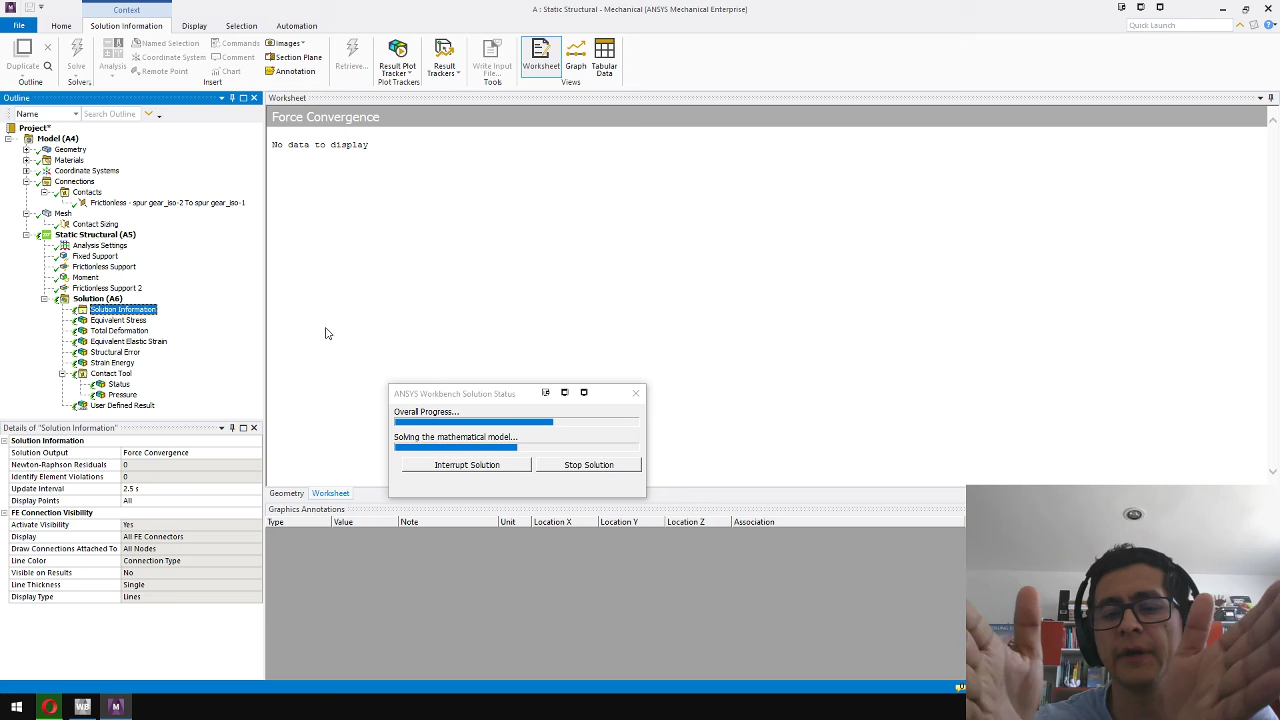 Context
A : Static Structural - Mechanical (ANSYS Mechanical Enterprise)
File
Home
Solution Information
Display
Selection
Automation
Quick Launch
Duplicate
Outline
Solve
Solve
Analysis
Named Selection
Coordinate System
Remote Point
Commands
Comment
Chart
Insert
Images
Section Plane
Annotation
Retrieve...
Result Plot
Tracker
Plot Trackers
Result
Trackers
Write Input
File...
Tools
Worksheet
Graph
Tabular
Data
Views
Outline
Name
Search Outline
Project*
Model (A4)
Geometry
Materials
Coordinate Systems
Connections
Contacts
Frictionless - spur gear_iso-2 To spur gear_iso-1
Mesh
Contact Sizing
Static Structural (A5)
Analysis Settings
Fixed Support
Frictionless Support
Moment
Frictionless Support 2
Solution (A6)
Solution Information
Equivalent Stress
Total Deformation
Equivalent Elastic Strain
Structural Error
Strain Energy
Contact Tool
Status
Pressure
User Defined Result
Details of "Solution Information"
Solution Information
Solution Output Force Convergence
Newton-Raphson Residuals 0
Identify Element Violations 0
Update Interval 2.5 s
Display Points All
FE Connection Visibility
Activate Visibility Yes
Display All FE Connectors
Draw Connections Attached To All Nodes
Line Color Connection Type
Visible on Results No
Line Thickness Single
Display Type Lines
Worksheet
Force Convergence
No data to display
ANSYS Workbench Solution Status
Overall Progress...
Solving the mathematical model...
Interrupt Solution
Stop Solution
Geometry
Worksheet
Graphics Annotations
Type Value Note Unit Location X Location Y Location Z Association
WB
M